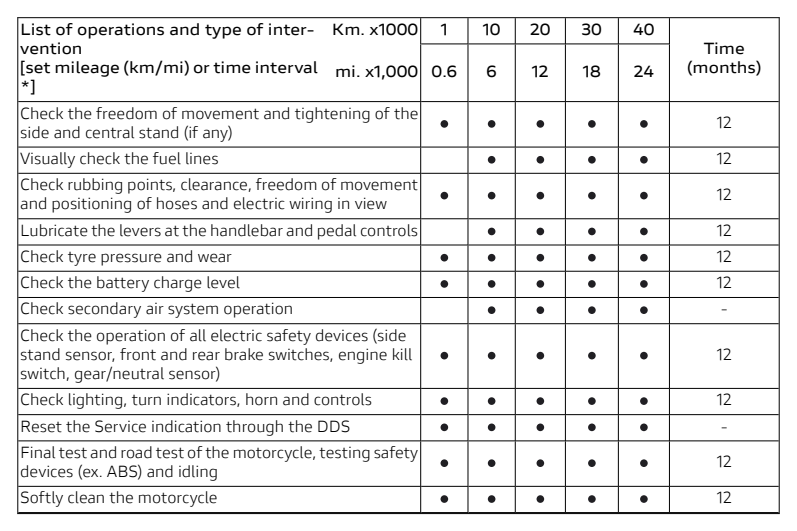 List of operations and type of inter- Km. x1000 1 10 20 30 40 Time (months)
vention
[set mileage (km/mi) or time interval mi. x1,000 0.6 6 12 18 24
*]
Check the freedom of movement and tightening of the
side and central stand (if any) ● ● ● ● ● 12
Visually check the fuel lines ● ● ● ● 12
Check rubbing points, clearance, freedom of movement
and positioning of hoses and electric wiring in view ● ● ● ● ● 12
Lubricate the levers at the handlebar and pedal controls ● ● ● ● 12
Check tyre pressure and wear ● ● ● ● ● 12
Check the battery charge level ● ● ● ● ● 12
Check secondary air system operation ● ● ● ● -
Check the operation of all electric safety devices (side
stand sensor, front and rear brake switches, engine kill ● ● ● ● ● 12
switch, gear/neutral sensor)
Check lighting, turn indicators, horn and controls ● ● ● ● ● 12
Reset the Service indication through the DDS ● ● ● ● ● -
Final test and road test of the motorcycle, testing safety
devices (ex. ABS) and idling ● ● ● ● ● 12
Softly clean the motorcycle ● ● ● ● ● 12